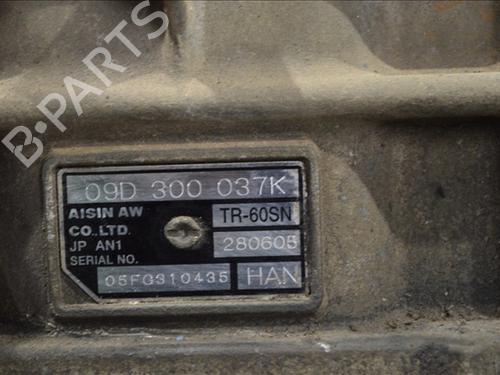 B-PARTS
09D 300 037K
AISIN AW TR-60SN
CO.,LTD.
JP AN1 280605
SERIAL NO.
05FG310435 HAN